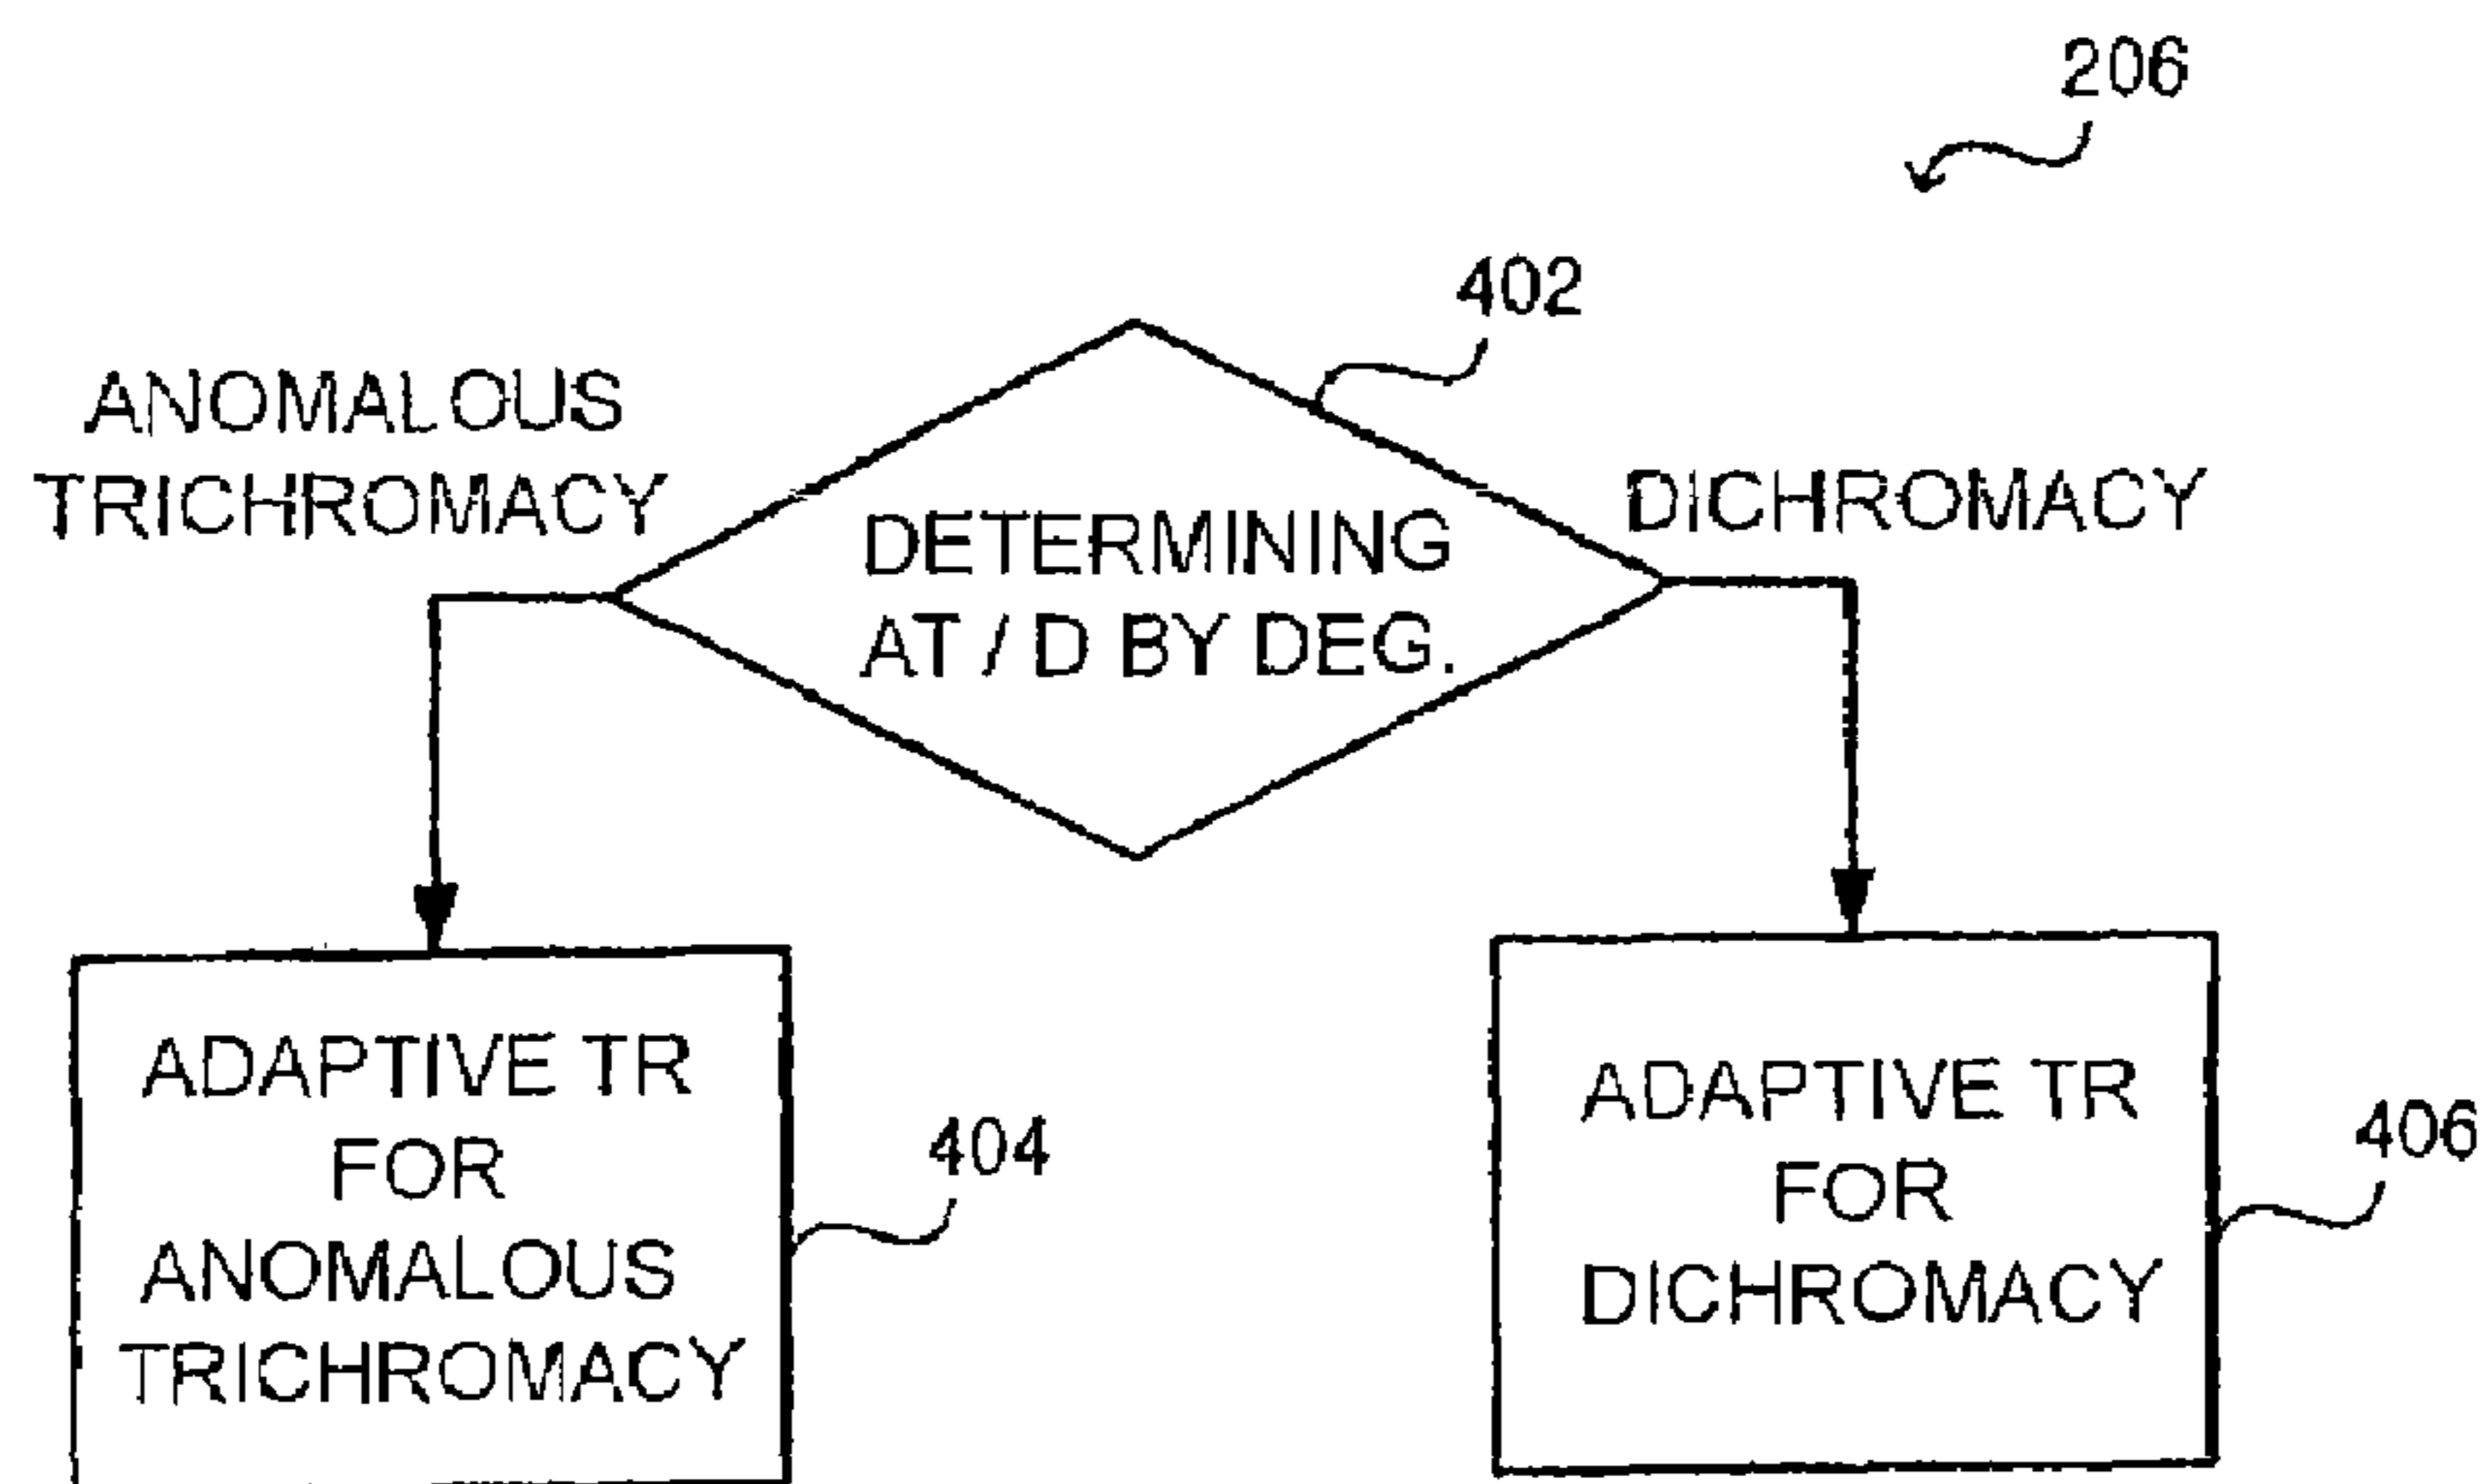 206
402
ANOMALOUS
TRICHROMACY
DICHROMACY
DETERMINING
AT / D BY DEG.
ADAPTIVE TR
FOR
ANOMALOUS
TRICHROMACY
404
ADAPTIVE TR
FOR
DICHROMACY
406